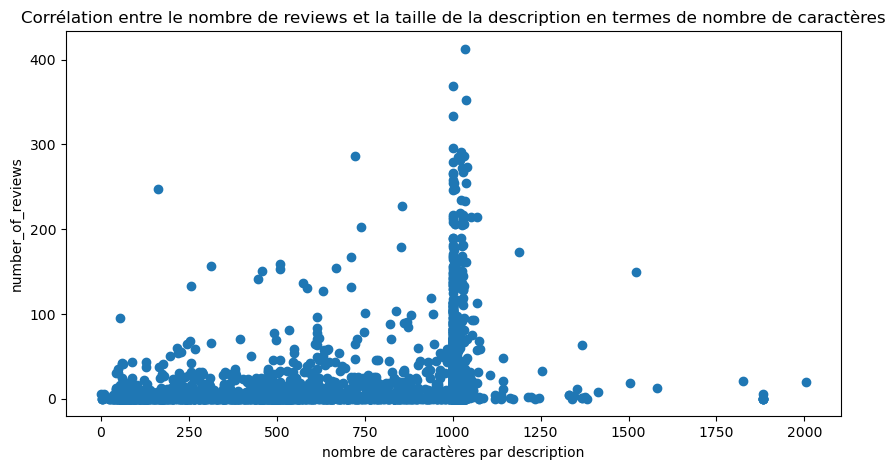 Corrélation entre le nombre de reviews et la taille de la description en termes de nombre de caractères
400
300
200
100
0
number_of_reviews
0 250 500 750 1000 1250 1500 1750 2000
nombre de caractères par description